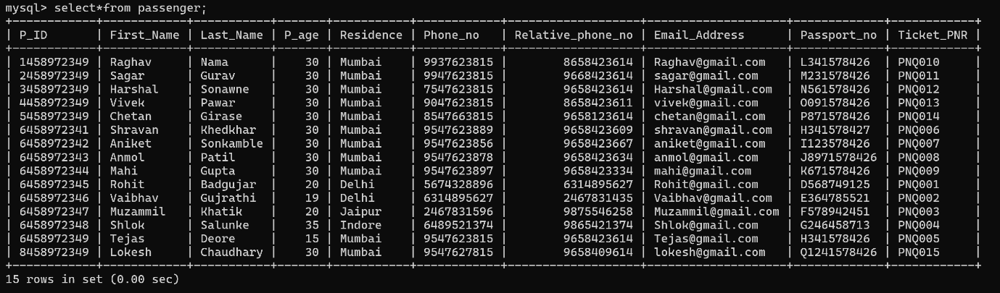 mysql> select*from passenger;
+------------+------------+-----------+-------+-----------+------------+-------------------+--------------------+-------------+------------+
| P_ID | First_Name | Last_Name | P_age | Residence | Phone_no | Relative_phone_no | Email_Address | Passport_no | Ticket_PNR |
+------------+------------+-----------+-------+-----------+------------+-------------------+--------------------+-------------+------------+
| 1458972349 | Raghav | Nama | 30 | Mumbai | 9937623815 | 8658423614 | Raghav@gmail.com | L341578426 | PNQ010 |
| 2458972349 | Sagar | Gurav | 30 | Mumbai | 9947623815 | 9668423614 | sagar@gmail.com | M231578426 | PNQ011 |
| 3458972349 | Harshal | Sonawne | 30 | Mumbai | 7547623815 | 9658423614 | Harshal@gmail.com | N561578426 | PNQ012 |
| 4458972349 | Vivek | Pawar | 30 | Mumbai | 9047623815 | 8658423611 | vivek@gmail.com | O091578426 | PNQ013 |
| 5458972349 | Chetan | Girase | 30 | Mumbai | 8547663815 | 9658123614 | chetan@gmail.com | P871578426 | PNQ014 |
| 6458972341 | Shravan | Khedkhar | 30 | Mumbai | 9547623889 | 9658423609 | shravan@gmail.com | H341578427 | PNQ006 |
| 6458972342 | Aniket | Sonkamble | 30 | Mumbai | 9547623856 | 9658423667 | aniket@gmail.com | I123578426 | PNQ007 |
| 6458972343 | Anmol | Patil | 30 | Mumbai | 9547623878 | 9658423634 | anmol@gmail.com | J8971578426 | PNQ008 |
| 6458972344 | Mahi | Gupta | 30 | Mumbai | 9547623897 | 9658423334 | mahi@gmail.com | K671578426 | PNQ009 |
| 6458972345 | Rohit | Badgujar | 20 | Delhi | 5674328896 | 6314895627 | Rohit@gmail.com | D568749125 | PNQ001 |
| 6458972346 | Vaibhav | Gujrathi | 19 | Delhi | 6314895627 | 2467831435 | Vaibhav@gmail.com | E364785521 | PNQ002 |
| 6458972347 | Muzammil | Khatik | 20 | Jaipur | 2467831596 | 9875546258 | Muzammil@gmail.com | F578942451 | PNQ003 |
| 6458972348 | Shlok | Salunke | 35 | Indore | 6489521374 | 9865421374 | Shlok@gmail.com | G246458713 | PNQ004 |
| 6458972349 | Tejas | Deore | 15 | Mumbai | 9547623815 | 9658423614 | Tejas@gmail.com | H341578426 | PNQ005 |
| 8458972349 | Lokesh | Chaudhary | 30 | Mumbai | 9547627815 | 9658409614 | lokesh@gmail.com | Q1241578426 | PNQ015 |
+------------+------------+-----------+-------+-----------+------------+-------------------+--------------------+-------------+------------+
15 rows in set (0.00 sec)